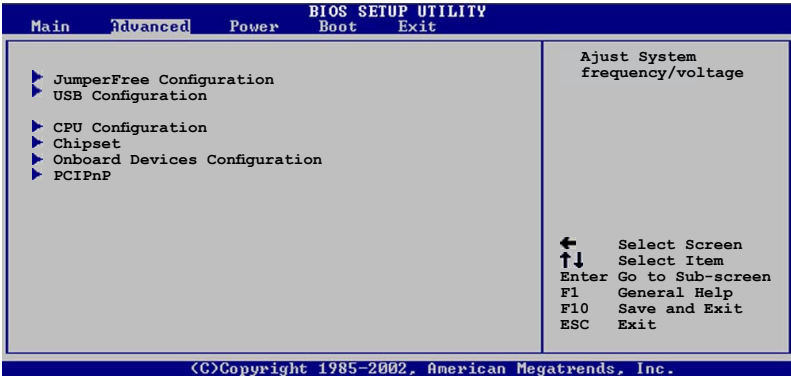 BIOS SETUP UTILITY
Main Advanced Power Boot Exit
JumperFree Configuration
USB Configuration
CPU Configuration
Chipset
Onboard Devices Configuration
PCIPnP
Ajust System
frequency/voltage
← Select Screen
↑↓ Select Item
Enter Go to Sub-screen
F1 General Help
F10 Save and Exit
ESC Exit
(C)Copyright 1985-2002, American Megatrends, Inc.